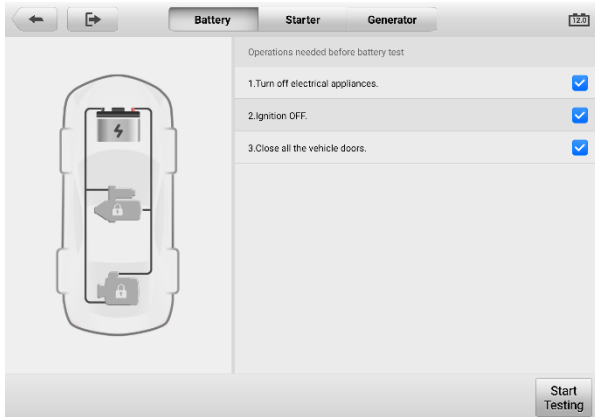 Battery
Starter
Generator
12.0
Operations needed before battery test
1.Turn off electrical appliances.
2.Ignition OFF.
3.Close all the vehicle doors.
Start
Testing